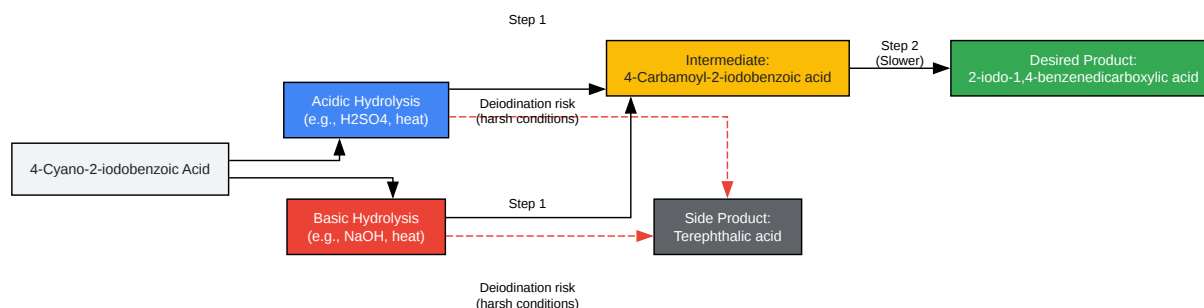 Step 1
Intermediate:
4-Carbamoyl-2-iodobenzoic acid
Step 2
(Slower)
Desired Product:
2-iodo-1,4-benzenedicarboxylic acid
Acidic Hydrolysis
(e.g., H2SO4, heat)
Deiodination risk
(harsh conditions)
4-Cyano-2-iodobenzoic Acid
Basic Hydrolysis
(e.g., NaOH, heat)
Step 1
Side Product:
Terephthalic acid
Deiodination risk
(harsh conditions)